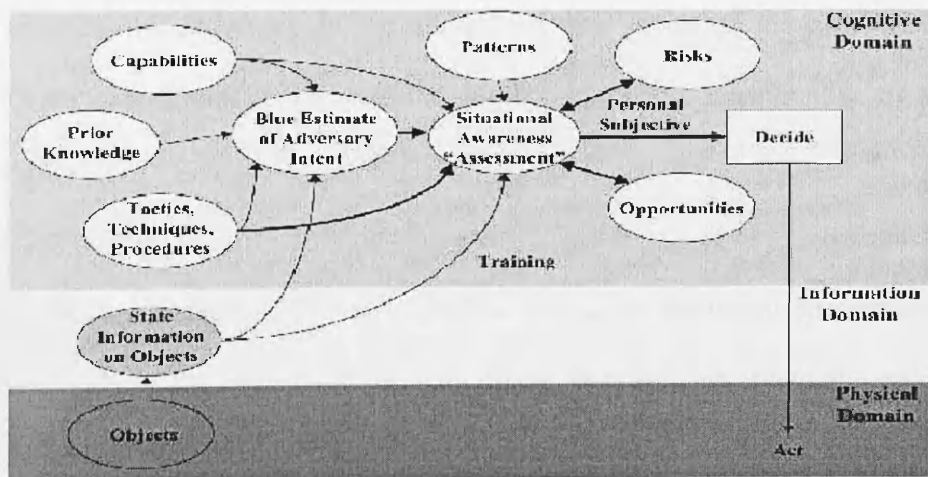 Cognitive
Domain
Patterns
Risks
Capabilities
Personal
Subjective
Blue Estimate
of Adversary
Intent
Situational
Awareness
"Assessment"
Decide
Prior
Knowledge
Tactics,
Techniques,
Procedures
Opportunities
Training
Information
Domain
State
Information
on Objects
Physical
Domain
Objects
Act